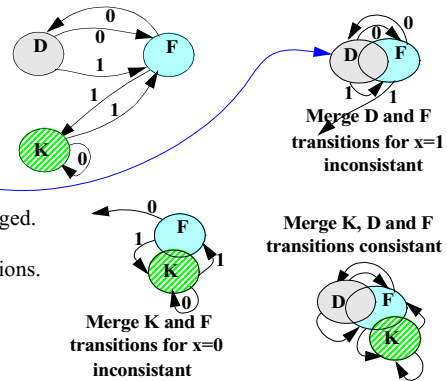 0
D
0
F
1
1
1
K
0
0
0
D
F
1
1
Merge D and F
transitions for x=1
inconsistant
ged.
ions.
0
F
1
1
K
0
Merge K and F
transitions for x=0
inconsistant
Merge K, D and F
transitions consistant
D
F
K